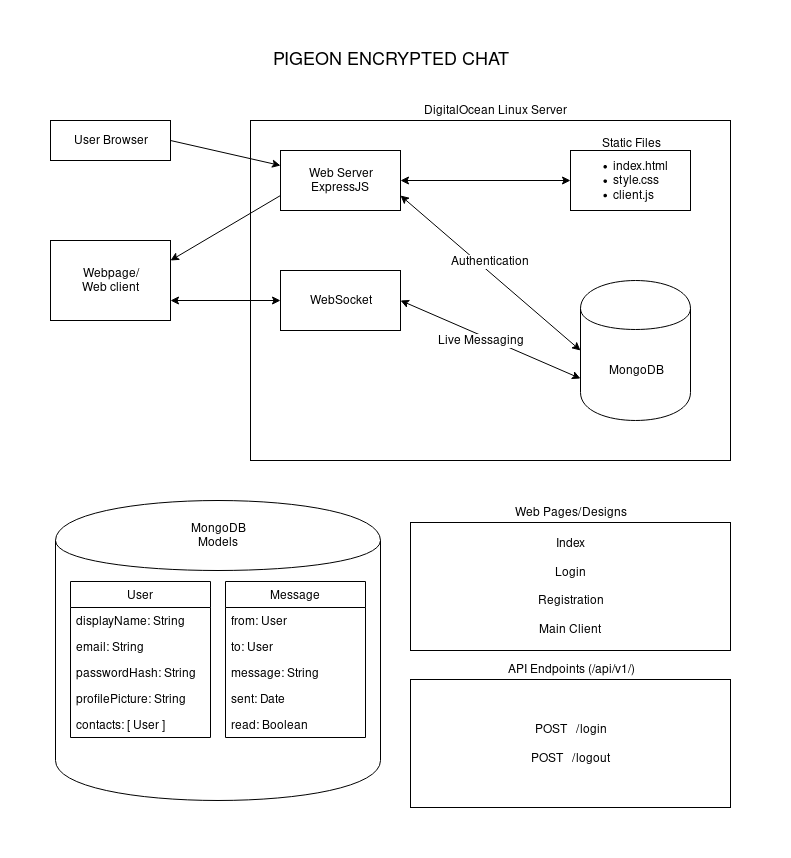 PIGEON ENCRYPTED CHAT
DigitalOcean Linux Server
User Browser
Web Server
ExpressJS
Static Files
• index.html
• style.css
• client.js
Webpage/
Web client
WebSocket
Authentication
Live Messaging
MongoDB
MongoDB
Models
User
displayName: String
email: String
passwordHash: String
profilePicture: String
contacts: [ User ]
Message
from: User
to: User
message: String
sent: Date
read: Boolean
Web Pages/Designs
Index
Login
Registration
Main Client
API Endpoints (/api/v1/)
POST /login
POST /logout